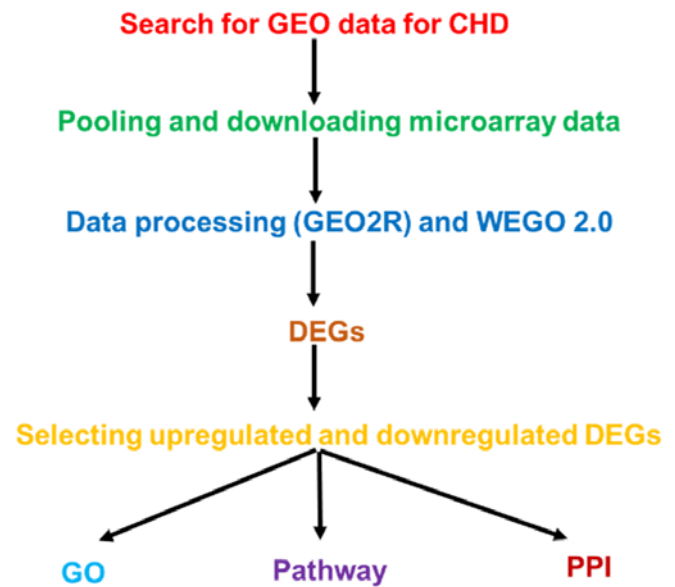 Search for GEO data for CHD
Pooling and downloading microarray data
Data processing (GEO2R) and WEGO 2.0
DEGs
Selecting upregulated and downregulated DEGs
GO
Pathway
PPI